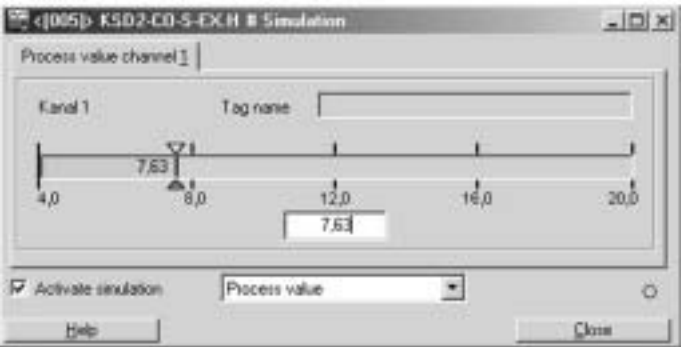 <[005]> KSD2-CO-S-EX.H # Simulation
Process value channel 1
Kanal 1 Tag name
7,63
4,0 8,0 12,0 16,0 20,0
7,63
Activate simulation Process value
Help Close